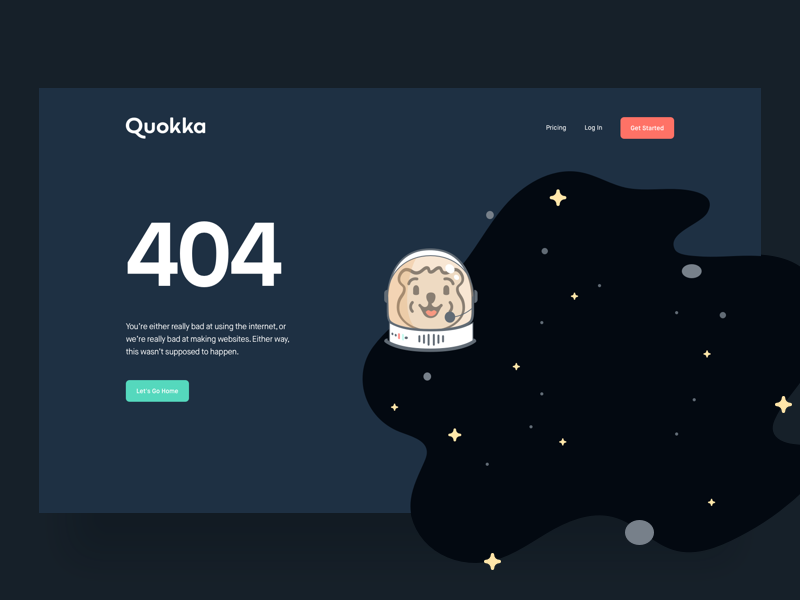 Quokka
Pricing
Log In
Get Started
404
You’re either really bad at using the internet, or
we’re really bad at making websites. Either way,
this wasn’t supposed to happen.
Let’s Go Home